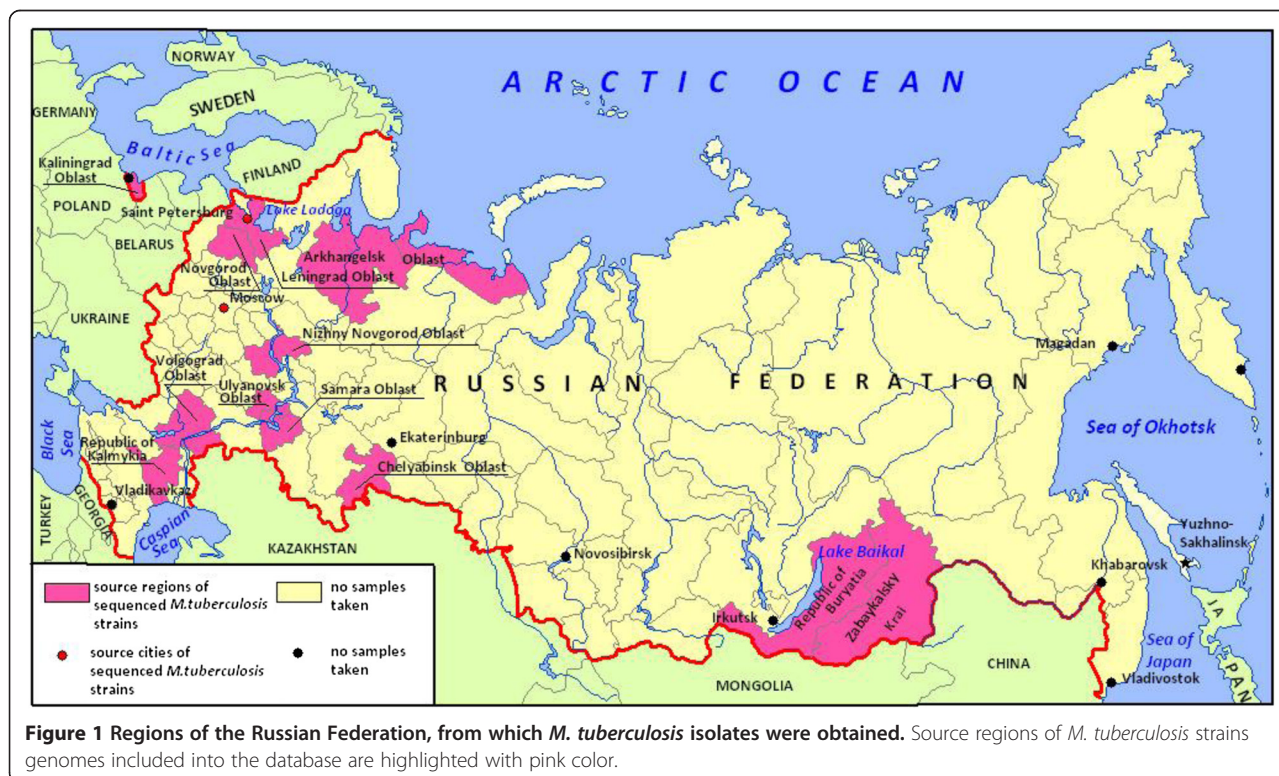 ARCTIC OCEAN
NORWAY
SWEDEN
GERMANY
Baltic Sea
FINLAND
Kaliningrad
Oblast
POLAND
Saint Petersburg
Lake Ladoga
BELARUS
Arkhangelsk Oblast
Novgorod
Oblast
Leningrad Oblast
Moscow
UKRAINE
Nizhny Novgorod Oblast
Volgograd
Oblast
Ulyanovsk
Oblast
Samara Oblast
RUSSIAN FEDERATION
Magadan
Sea of Okhotsk
Black
Sea
Republic of
Kalmykia
Ekaterinburg
Chelyabinsk Oblast
Vladikavkaz
GEORGIA
TURKEY
Caspian
Sea
KAZAKHSTAN
Novosibirsk
Lake Baikal
Republic of
Buryatia
Zabaykalsky
Krai
Irkutsk
Yuzhno-
Sakhalinsk
Khabarovsk
JAPAN
Sea of
Japan
CHINA
Vladivostok
MONGOLIA
source regions of
sequenced M.tuberculosis
strains
no samples
taken
source cities of
sequenced M.tuberculosis
strains
no samples
taken
Figure 1 Regions of the Russian Federation, from which M. tuberculosis isolates were obtained. Source regions of M. tuberculosis strains
genomes included into the database are highlighted with pink color.